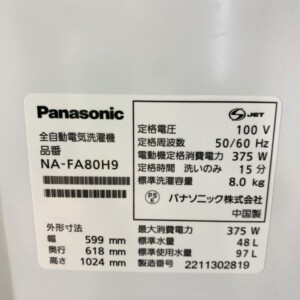 Panasonic
全自動電気洗濯機
品番
NA-FA80H9
外形寸法
幅 599 mm
奥行 618 mm
高さ 1024 mm
S JET
定格電圧 100 V
定格周波数 50/60 Hz
電動機定格消費電力 375 W
定格時間 洗いのみ 15分
標準洗濯容量 8.0 kg
PS E
パナソニック株式会社
中国製
最大消費電力 375 W
標準水量 48 L
標準使用水量 97 L
製造番号 2211302819